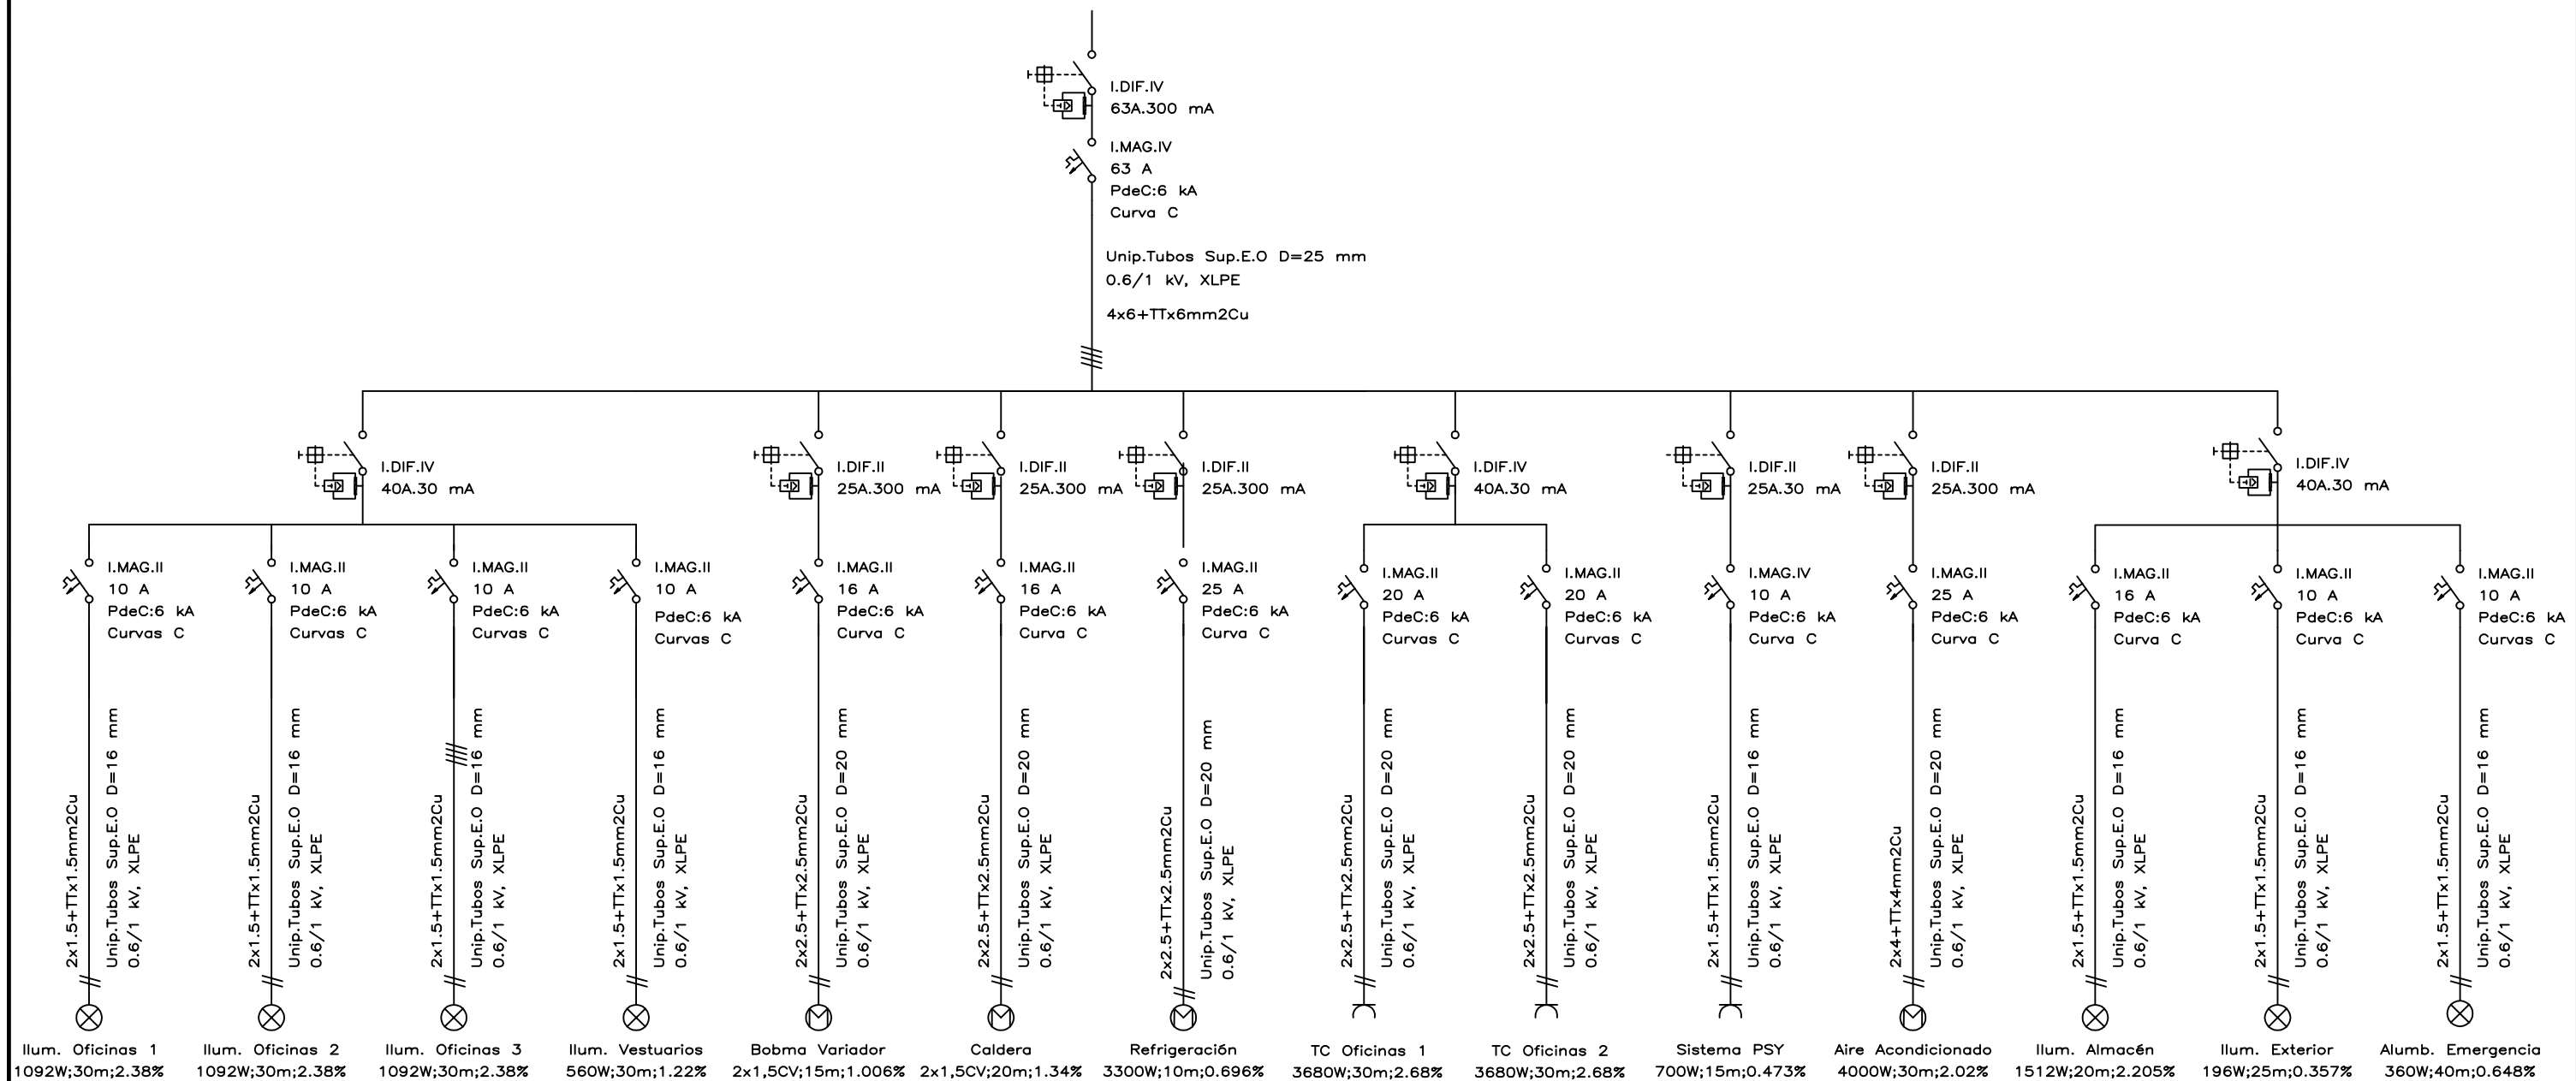 I.DIF.IV
63A.300 mA
I.MAG.IV
63 A
PdeC:6 kA
Curva C
Unip.Tubos Sup.E.O D=25 mm
0.6/1 kV, XLPE
4x6+TTx6mm2Cu
I.DIF.IV
40A.30 mA
I.DIF.II
25A.300 mA
I.DIF.II
25A.300 mA
I.DIF.II
25A.300 mA
I.DIF.IV
40A.30 mA
I.DIF.II
25A.30 mA
I.DIF.II
25A.300 mA
I.DIF.IV
40A.30 mA
I.MAG.II
10 A
PdeC:6 kA
Curvas C
2x1.5+TTx1.5mm2Cu
Unip.Tubos Sup.E.O D=16 mm
0.6/1 kV, XLPE
Ilum. Oficinas 1
1092W;30m;2.38%
I.MAG.II
10 A
PdeC:6 kA
Curvas C
2x1.5+TTx1.5mm2Cu
Unip.Tubos Sup.E.O D=16 mm
0.6/1 kV, XLPE
Ilum. Oficinas 2
1092W;30m;2.38%
I.MAG.II
10 A
PdeC:6 kA
Curvas C
2x1.5+TTx1.5mm2Cu
Unip.Tubos Sup.E.O D=16 mm
0.6/1 kV, XLPE
Ilum. Oficinas 3
1092W;30m;2.38%
I.MAG.II
10 A
PdeC:6 kA
Curvas C
2x1.5+TTx1.5mm2Cu
Unip.Tubos Sup.E.O D=16 mm
0.6/1 kV, XLPE
Ilum. Vestuarios
560W;30m;1.22%
I.MAG.II
16 A
PdeC:6 kA
Curva C
2x2.5+TTx2.5mm2Cu
Unip.Tubos Sup.E.O D=20 mm
0.6/1 kV, XLPE
Bobma Variador
2x1,5CV;15m;1.006%
I.MAG.II
16 A
PdeC:6 kA
Curva C
2x2.5+TTx2.5mm2Cu
Unip.Tubos Sup.E.O D=20 mm
0.6/1 kV, XLPE
Caldera
2x1,5CV;20m;1.34%
I.MAG.II
25 A
PdeC:6 kA
Curva C
2x2.5+TTx2.5mm2Cu
Unip.Tubos Sup.E.O D=20 mm
0.6/1 kV, XLPE
Refrigeración
3300W;10m;0.696%
I.MAG.II
20 A
PdeC:6 kA
Curvas C
2x2.5+TTx2.5mm2Cu
Unip.Tubos Sup.E.O D=20 mm
0.6/1 kV, XLPE
TC Oficinas 1
3680W;30m;2.68%
I.MAG.II
20 A
PdeC:6 kA
Curvas C
2x2.5+TTx2.5mm2Cu
Unip.Tubos Sup.E.O D=20 mm
0.6/1 kV, XLPE
TC Oficinas 2
3680W;30m;2.68%
I.MAG.IV
10 A
PdeC:6 kA
Curva C
2x1.5+TTx1.5mm2Cu
Unip.Tubos Sup.E.O D=16 mm
0.6/1 kV, XLPE
Sistema PSY
700W;15m;0.473%
I.MAG.II
25 A
PdeC:6 kA
Curva C
2x4+TTx4mm2Cu
Unip.Tubos Sup.E.O D=20 mm
0.6/1 kV, XLPE
Aire Acondicionado
4000W;30m;2.02%
I.MAG.II
16 A
PdeC:6 kA
Curva C
2x1.5+TTx1.5mm2Cu
Unip.Tubos Sup.E.O D=16 mm
0.6/1 kV, XLPE
Ilum. Almacén
1512W;20m;2.205%
I.MAG.II
10 A
PdeC:6 kA
Curva C
2x1.5+TTx1.5mm2Cu
Unip.Tubos Sup.E.O D=16 mm
0.6/1 kV, XLPE
Ilum. Exterior
196W;25m;0.357%
I.MAG.II
10 A
PdeC:6 kA
Curvas C
2x1.5+TTx1.5mm2Cu
Unip.Tubos Sup.E.O D=16 mm
0.6/1 kV, XLPE
Alumb. Emergencia
360W;40m;0.648%